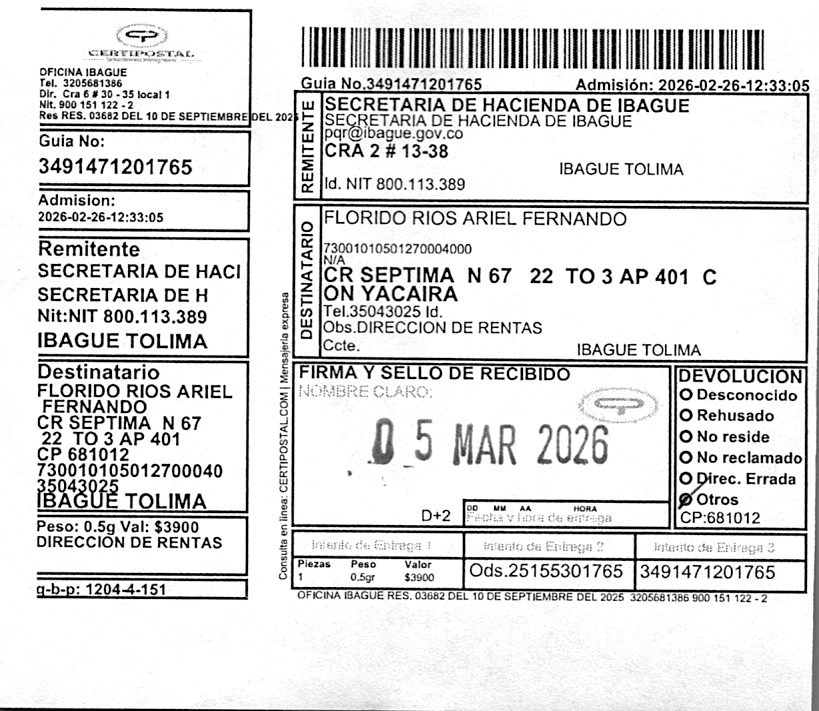 CERTIPOSTAL
OFICINA IBAGUE
Tel. 3205681386
Dir. Cra 6 # 30 - 35 local 1
Nit. 900 151 122 - 2
Res RES. 03682 DEL 10 DE SEPTIEMBRE DEL 2025
Guia No:
3491471201765
Admision:
2026-02-26-12:33:05
Remitente
SECRETARIA DE HACI
SECRETARIA DE H
Nit:NIT 800.113.389
IBAGUE TOLIMA
Destinatario
FLORIDO RIOS ARIEL
FERNANDO
CR SEPTIMA N 67
22 TO 3 AP 401
CP 681012
730010105012700040
35043025
IBAGUE TOLIMA
Peso: 0.5g Val: $3900
DIRECCION DE RENTAS
g-b-p: 1204-4-151
Consulta en linea: CERTIPOSTAL.COM | Mensajeria expresa
Guia No.3491471201765 Admisión: 2026-02-26-12:33:05
REMITENTE
SECRETARIA DE HACIENDA DE IBAGUE
SECRETARIA DE HACIENDA DE IBAGUE
pqr@ibague.gov.co
CRA 2 # 13-38
IBAGUE TOLIMA
Id. NIT 800.113.389
DESTINATARIO
FLORIDO RIOS ARIEL FERNANDO
73001010501270004000
N/A
CR SEPTIMA N 67 22 TO 3 AP 401 C
ON YACAIRA
Tel.35043025 Id.
Obs.DIRECCION DE RENTAS
Ccte. IBAGUE TOLIMA
FIRMA Y SELLO DE RECIBIDO
NOMBRE CLARO:
05 MAR 2026
D+2
DD MM AA HORA
Fecha y hora de entrega
DEVOLUCION
Desconocido
Rehusado
No reside
No reclamado
Direc. Errada
Otros
CP:681012
Intento de Entrega 1 Intento de Entrega 2 Intento de Entrega 3
Piezas Peso Valor
1 0.5gr $3900
Ods.25155301765 3491471201765
OFICINA IBAGUE RES. 03682 DEL 10 DE SEPTIEMBRE DEL 2025 3205681386 900 151 122 - 2